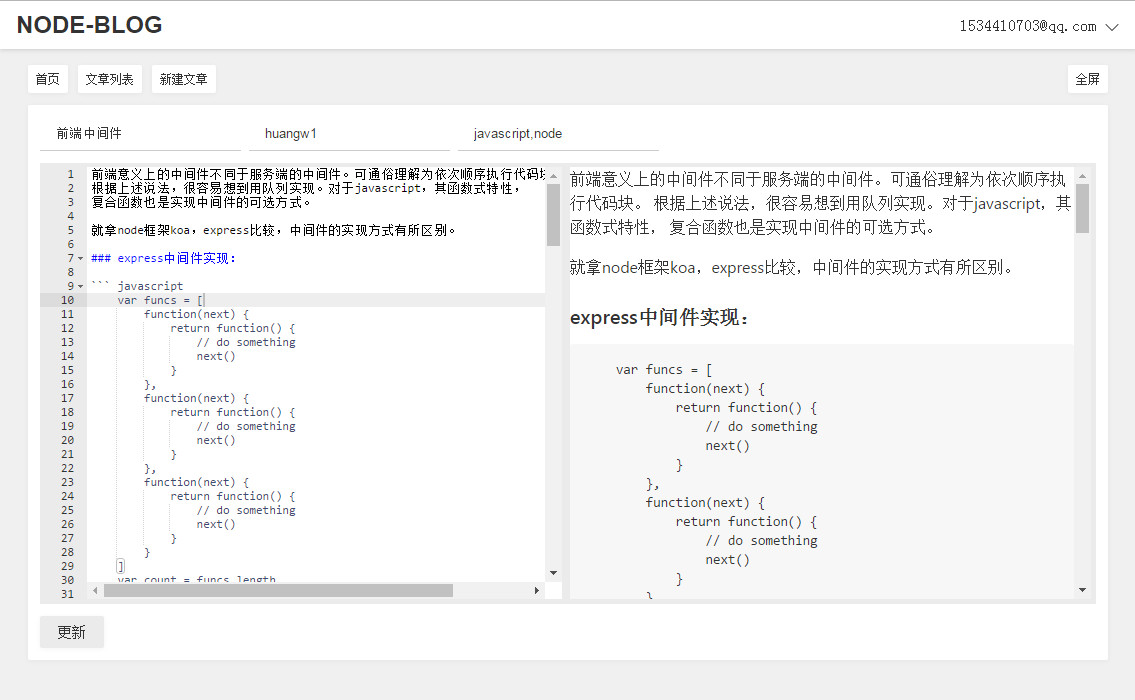 NODE-BLOG
1534410703@qq.com
首页 文章列表 新建文章 全屏
前端中间件 huangw1 javascript,node
1 前端意义上的中间件不同于服务端的中间件。可通俗理解为依次顺序执行代码块
2 根据上述说法，很容易想到用队列实现。对于javascript，其函数式特性，
3 复合函数也是实现中间件的可选方式。
4
5 就拿node框架koa，express比较，中间件的实现方式有所区别。
6
7 ### express中间件实现：
8
9 ``` javascript
10 var funcs = [
11 function(next) {
12 return function() {
13 // do something
14 next()
15 }
16 },
17 function(next) {
18 return function() {
19 // do something
20 next()
21 }
22 },
23 function(next) {
24 return function() {
25 // do something
26 next()
27 }
28 }
29 ]
30 var count = funcs.length
31
前端意义上的中间件不同于服务端的中间件。可通俗理解为依次顺序执
行代码块。 根据上述说法，很容易想到用队列实现。对于javascript，其
函数式特性， 复合函数也是实现中间件的可选方式。
就拿node框架koa，express比较，中间件的实现方式有所区别。
express中间件实现：
var funcs = [
function(next) {
return function() {
// do something
next()
}
},
function(next) {
return function() {
// do something
next()
}
},
更新